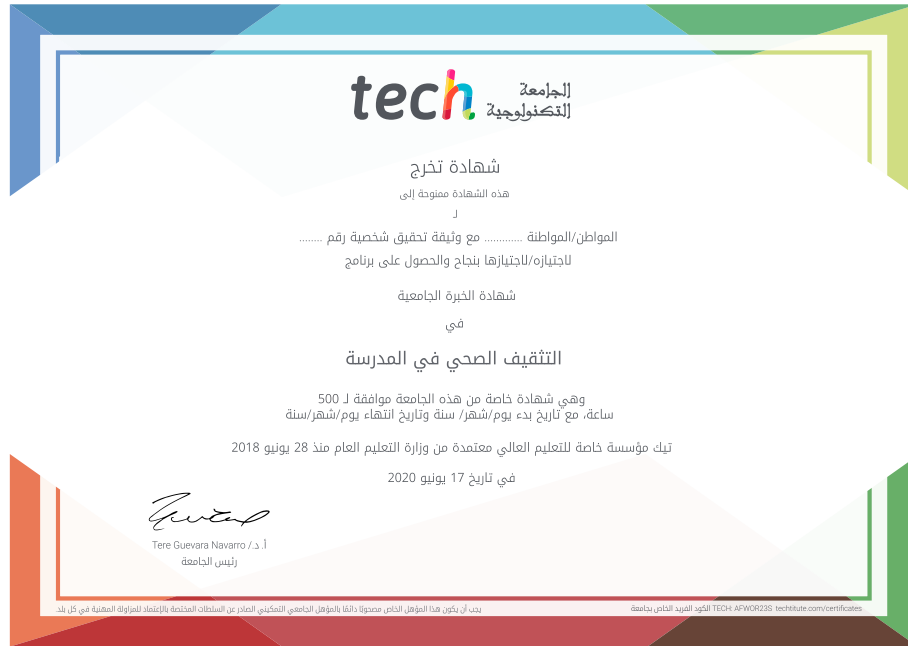 tech الجامعة
التكنولوجية
شهادة تخرج
هذه الشهادة ممنوحة إلى
لـ
المواطن/المواطنة ............ مع وثيقة تحقيق شخصية رقم ........
لاجتيازه/لاجتيازها بنجاح والحصول على برنامج
شهادة الخبرة الجامعية
في
التثقيف الصحي في المدرسة
وهي شهادة خاصة من هذه الجامعة موافقة لـ 500
ساعة، مع تاريخ بدء يوم/شهر/ سنة وتاريخ انتهاء يوم/شهر/سنة
تيك مؤسسة خاصة للتعليم العالي معتمدة من وزارة التعليم العام منذ 28 يونيو 2018
في تاريخ 17 يونيو 2020
أ. د./ Tere Guevara Navarro
رئيس الجامعة
يجب أن يكون هذا المؤهل الخاص مصحوبًا دائمًا بالمؤهل الجامعي التمكيني الصادر عن السلطات المختصة بالإعتماد للمزاولة المهنية في كل بلد.
الكود الفريد الخاص بجامعة TECH: AFWOR23S techtitute.com/certificates